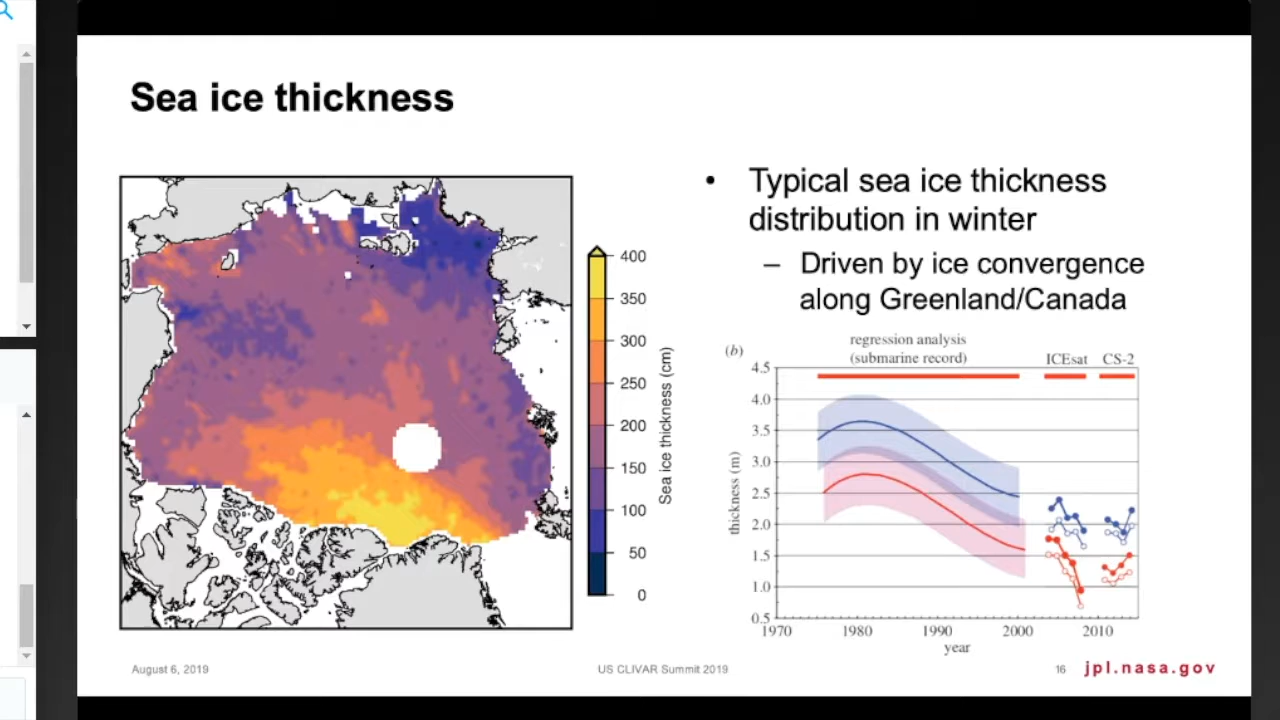 Sea ice thickness
400
350
300
250
200
150
100
50
0
Sea ice thickness (cm)
• Typical sea ice thickness
distribution in winter
– Driven by ice convergence
along Greenland/Canada
(b)
regression analysis
(submarine record)
ICEsat
CS-2
4.5
4.0
3.5
3.0
2.5
2.0
1.5
1.0
0.5
thickness (m)
1970
1980
1990
2000
2010
year
August 6, 2019
US CLIVAR Summit 2019
16
jpl.nasa.gov